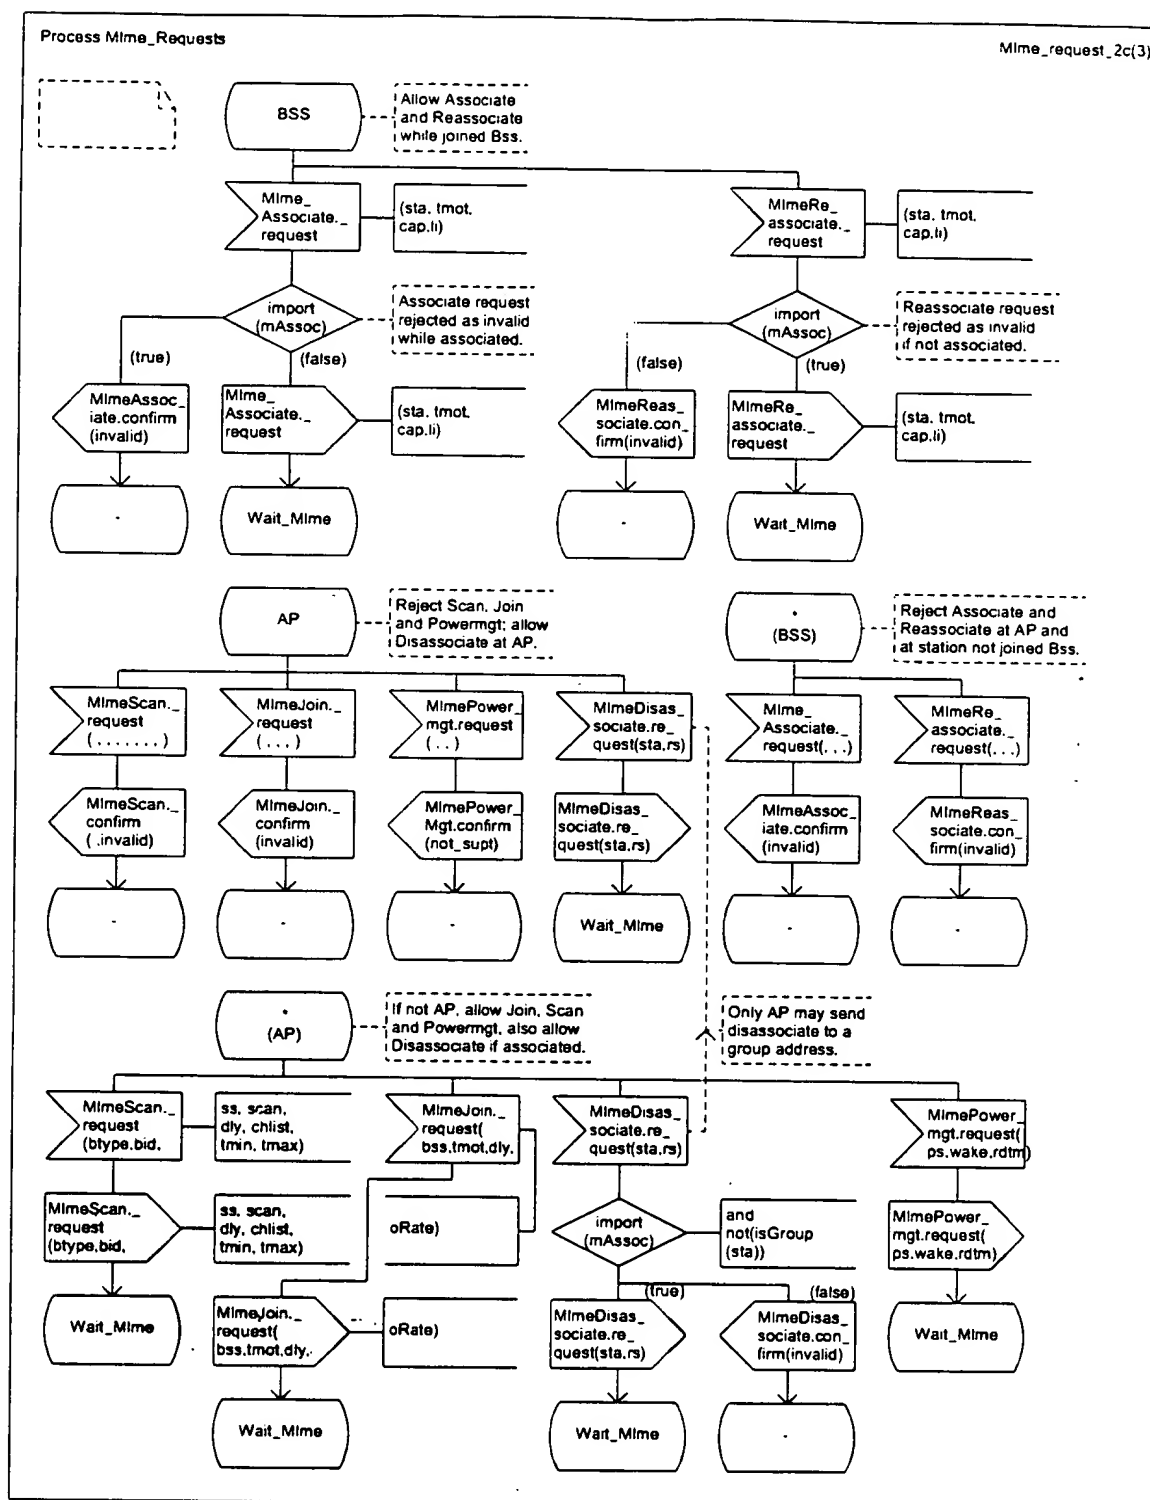 Process Mlme_Requests
Mlme_request_2c(3)
BSS
Allow Associate
and Reassociate
while joined Bss.
Mlme_
Associate._
request
(sta, tmot,
cap,li)
MlmeRe_
associate._
request
(sta, tmot,
cap,li)
import
(mAssoc)
Associate request
rejected as invalid
while associated.
import
(mAssoc)
Reassociate request
rejected as invalid
if not associated.
(true)
(false)
(false)
(true)
MlmeAssoc_
iate.confirm
(invalid)
Mlme_
Associate._
request
(sta, tmot,
cap,li)
MlmeReas_
sociate.con_
firm(invalid)
MlmeRe_
associate._
request
(sta, tmot,
cap,li)
-
Wait_Mlme
-
Wait_Mlme
AP
Reject Scan, Join
and Powermgt; allow
Disassociate at AP.
*
(BSS)
Reject Associate and
Reassociate at AP and
at station not joined Bss.
MlmeScan._
request
(.......)
MlmeJoin._
request
(...)
MlmePower_
mgt.request
(..)
MlmeDisas_
sociate.re_
quest(sta,rs)
Mlme_
Associate._
request(...)
MlmeRe_
associate._
request(...)
MlmeScan._
confirm
(.invalid)
MlmeJoin._
confirm
(invalid)
MlmePower_
Mgt.confirm
(not_supt)
MlmeDisas_
sociate.re_
quest(sta,rs)
MlmeAssoc_
iate.confirm
(invalid)
MlmeReas_
sociate.con_
firm(invalid)
-
-
-
Wait_Mlme
-
-
*
(AP)
If not AP, allow Join, Scan
and Powermgt, also allow
Disassociate if associated.
Only AP may send
disassociate to a
group address.
MlmeScan._
request
(btype,bid,
ss, scan,
dly, chlist,
tmin, tmax)
MlmeJoin._
request(
bss,tmot,dly,
MlmeDisas_
sociate.re_
quest(sta,rs)
MlmePower_
mgt.request(
ps,wake,rdtm)
MlmeScan._
request
(btype,bid,
ss, scan,
dly, chlist,
tmin, tmax)
oRate)
import
(mAssoc)
and
not(isGroup
(sta))
MlmePower_
mgt.request(
ps,wake,rdtm)
(true)
(false)
Wait_Mlme
MlmeJoin._
request(
bss,tmot,dly,
oRate)
MlmeDisas_
sociate.re_
quest(sta,rs)
MlmeDisas_
sociate.con_
firm(invalid)
Wait_Mlme
Wait_Mlme
Wait_Mlme
-